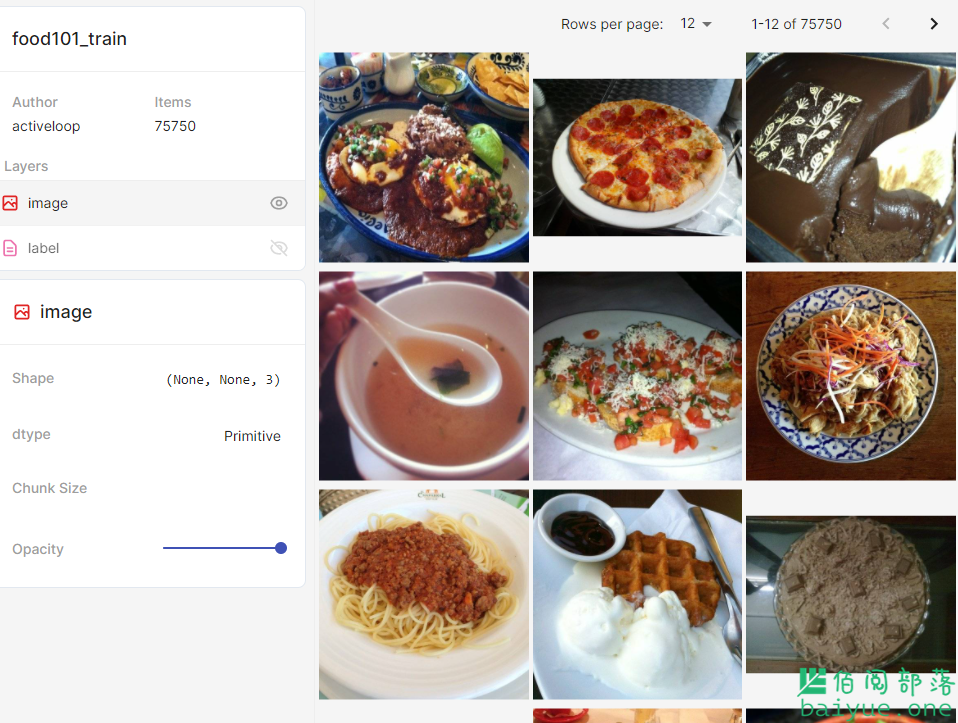 food101_train
Author
Items
activeloop
75750
Layers
image
label
image
Shape
(None, None, 3)
dtype
Primitive
Chunk Size
Opacity
Rows per page:
12
1-12 of 75750
佰阅部落
baiyue.one